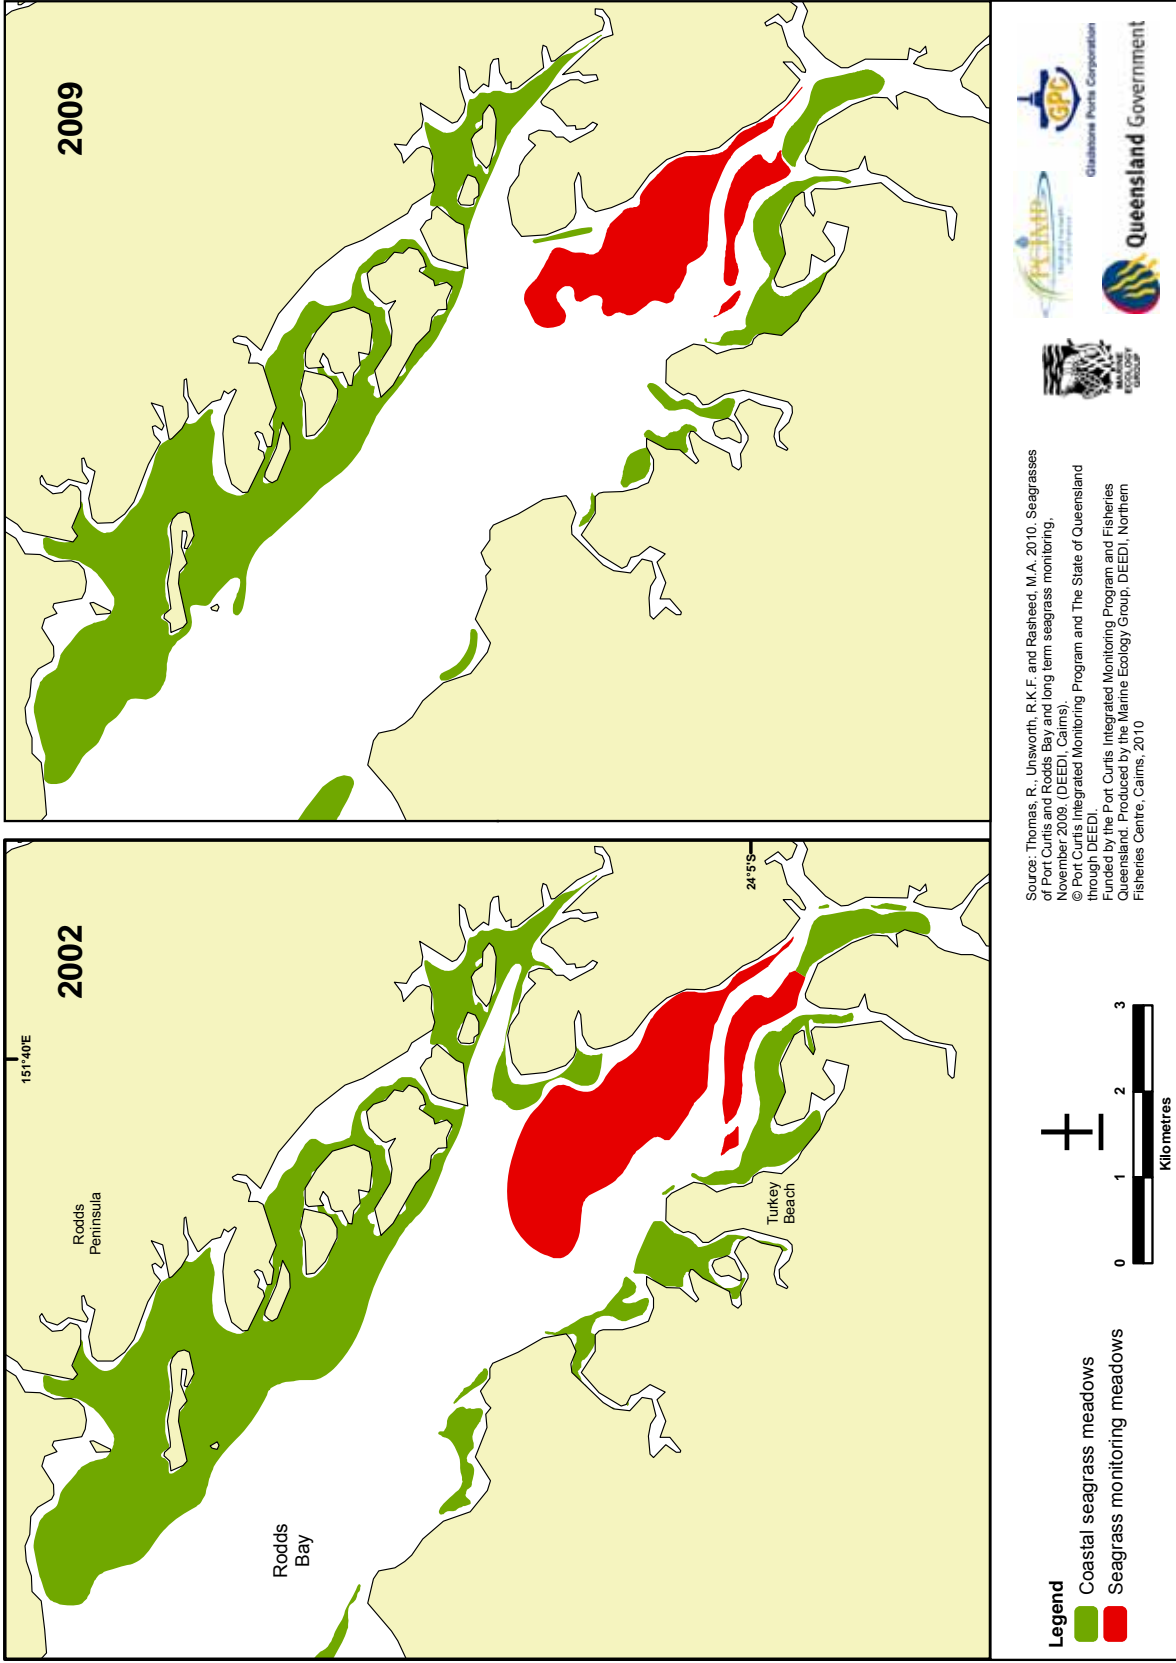 2002
151°40'E
Rodds
Peninsula
Rodds
Bay
Turkey
Beach
24°5'S
2009
Legend
Coastal seagrass meadows
Seagrass monitoring meadows
0 1 2 3
Kilometres
Source: Thomas, R., Unsworth, R.K.F. and Rasheed, M.A. 2010. Seagrasses
of Port Curtis and Rodds Bay and long term seagrass monitoring,
November 2009. (DEEDI, Cairns).
© Port Curtis Integrated Monitoring Program and The State of Queensland
through DEEDI.
Funded by the Port Curtis Integrated Monitoring Program and Fisheries
Queensland. Produced by the Marine Ecology Group, DEEDI, Northern
Fisheries Centre, Cairns, 2010
MARINE
ECOLOGY
GROUP
PCIMP
GPC
Gladstone Ports Corporation
Queensland Government